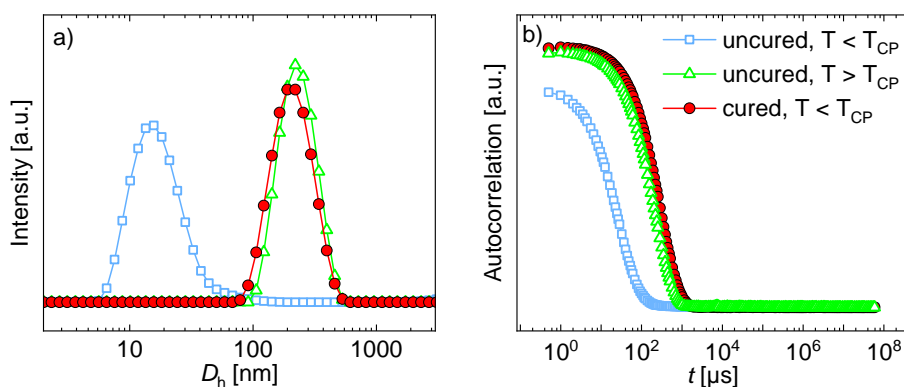 a)
Intensity [a.u.]
10 100 1000
D_h [nm]
b)
uncured, T < T_CP
uncured, T > T_CP
cured, T < T_CP
Autocorrelation [a.u.]
10^0 10^2 10^4 10^6 10^8
t [µs]